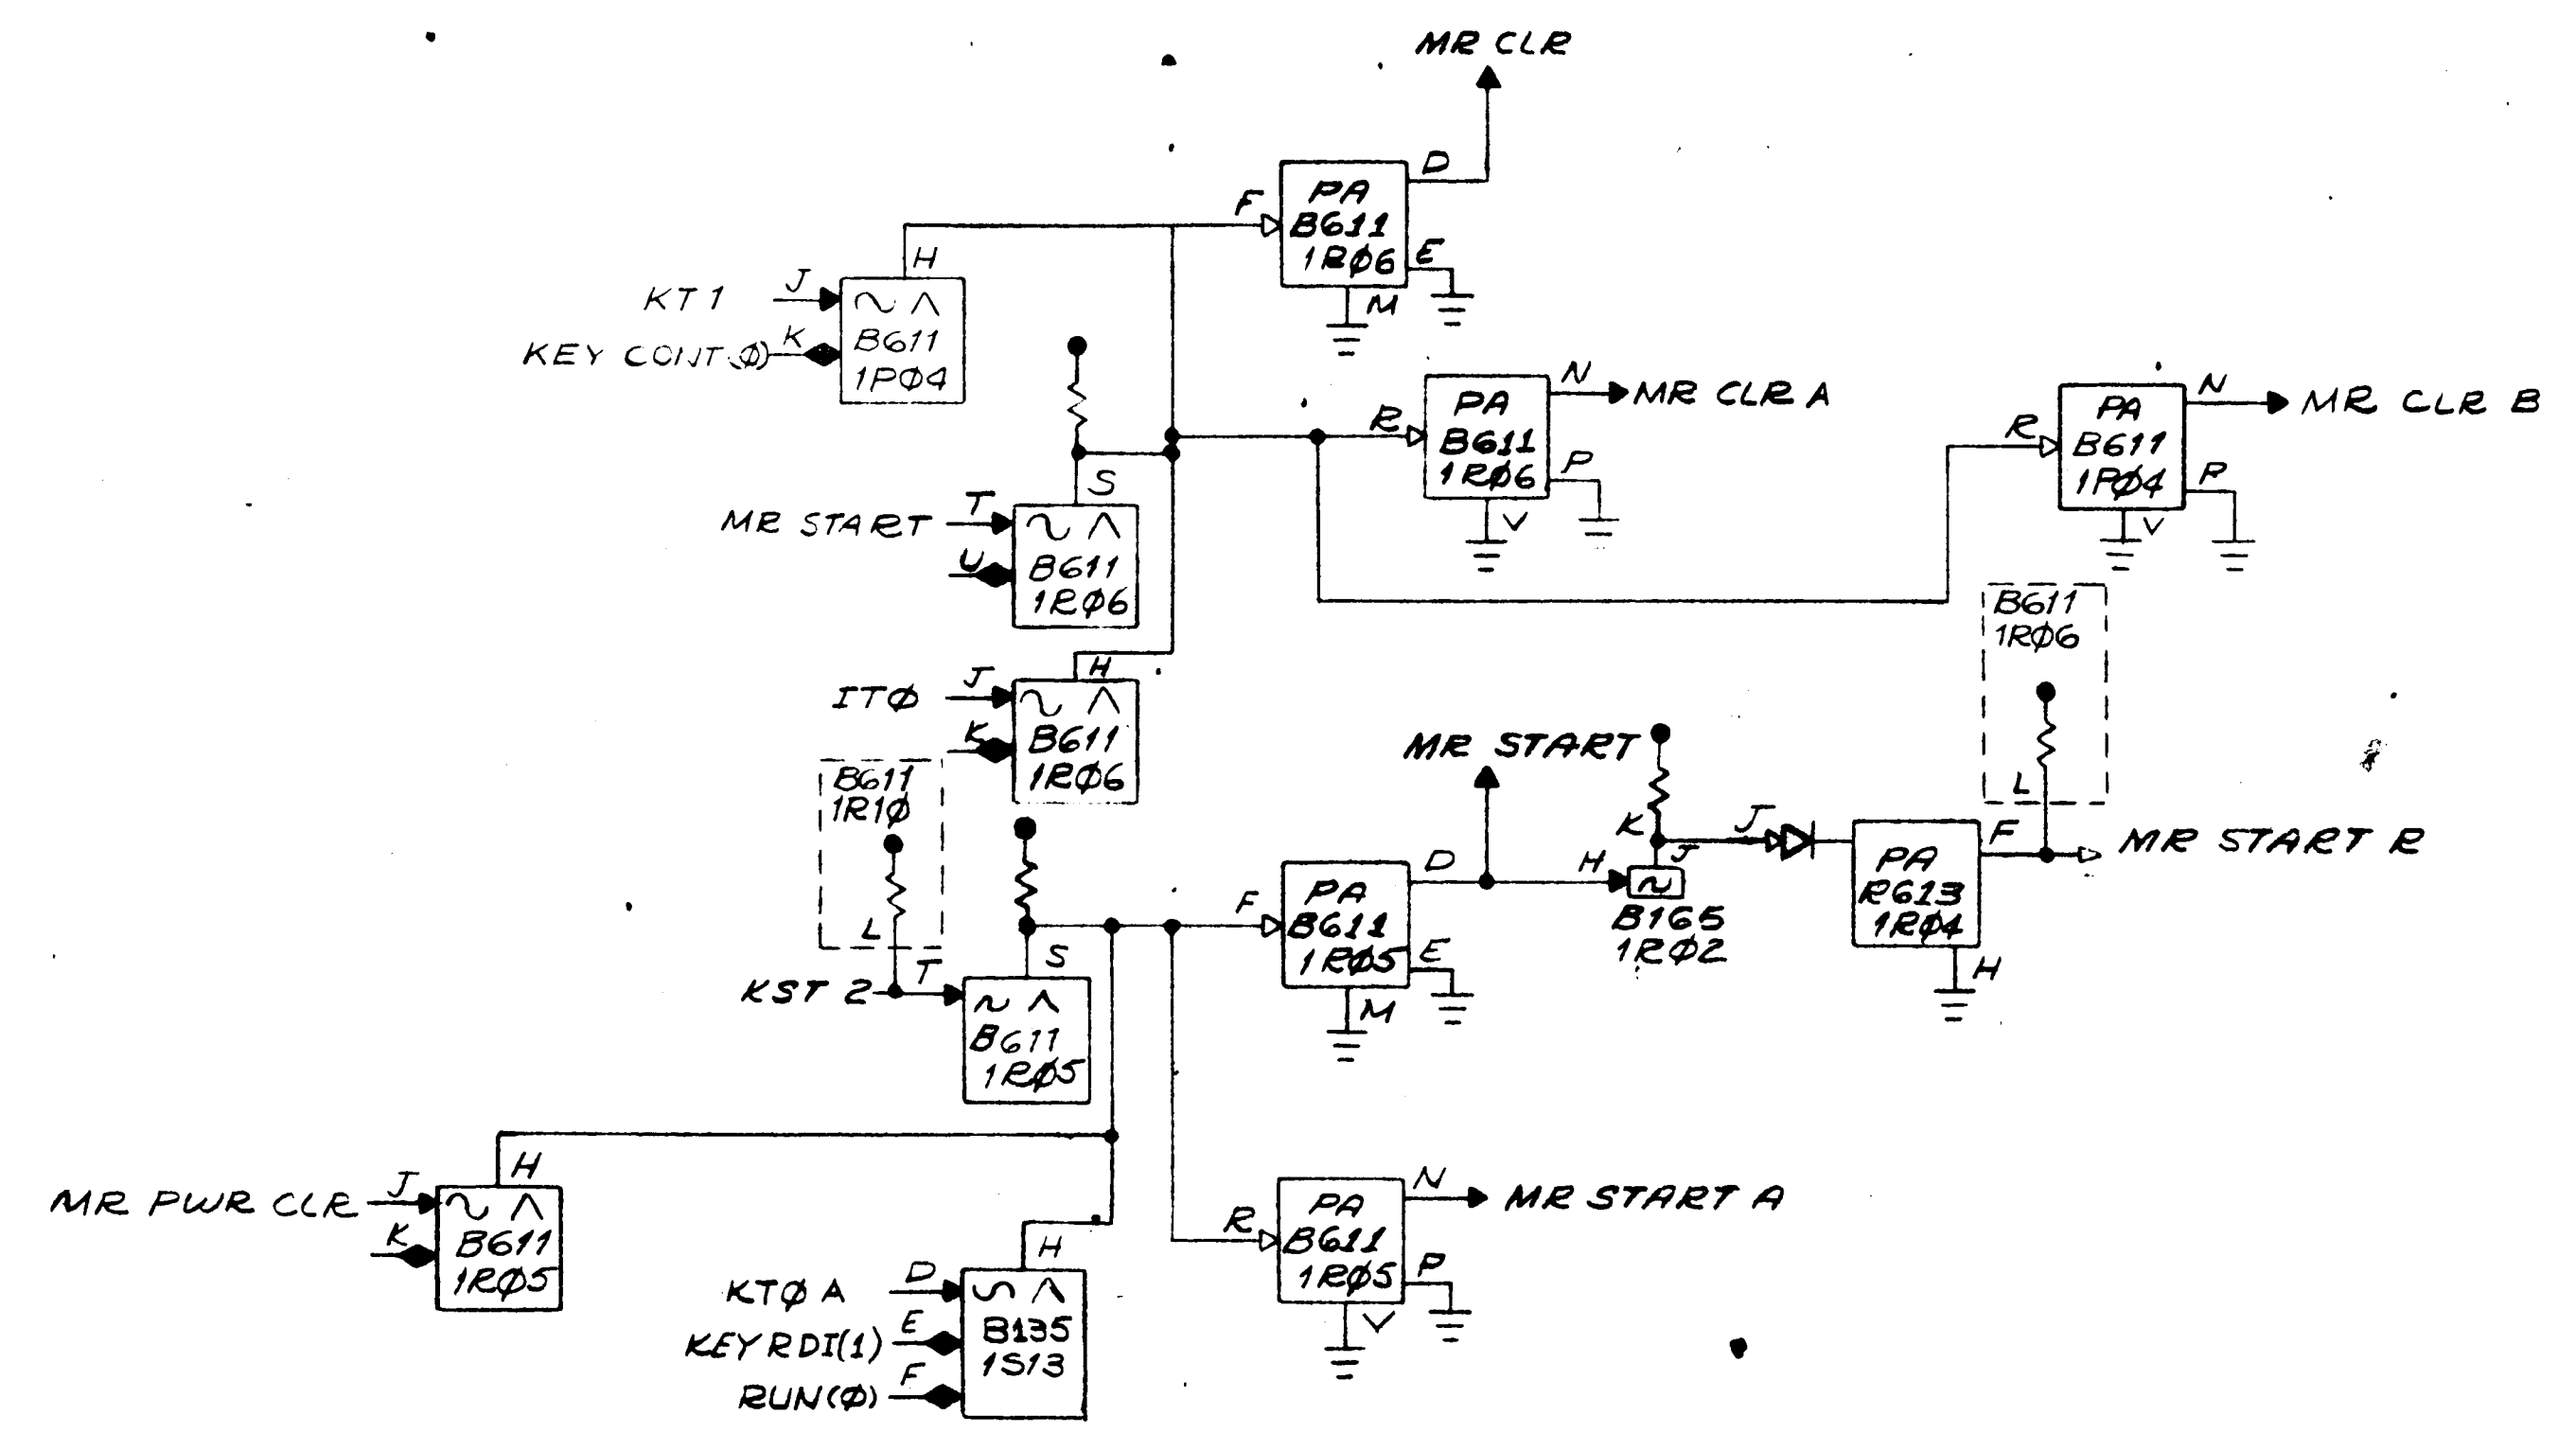 MR CLR
D
PA
F
B611
1RØ6
E
M
H
J
KT1
K
KEY CONT(Ø)
B611
1PØ4
N
MR CLR A
R
PA
B611
1RØ6
P
V
N
MR CLR B
R
PA
B611
1PØ4
P
V
S
T
MR START
U
B611
1RØ6
B611
1RØ6
L
H
J
ITØ
K
B611
1RØ6
B611
1R1Ø
L
MR START
K
J
J
D
H
B165
1RØ2
F
PA
B611
1RØ5
E
M
PA
R613
1RØ4
F
MR START R
H
S
T
KST 2
B611
1RØ5
H
J
MR PWR CLR
K
B611
1RØ5
N
MR START A
R
PA
B611
1RØ5
P
V
H
D
KTØ A
E
KEY RDI(1)
F
RUN(Ø)
B135
1S13